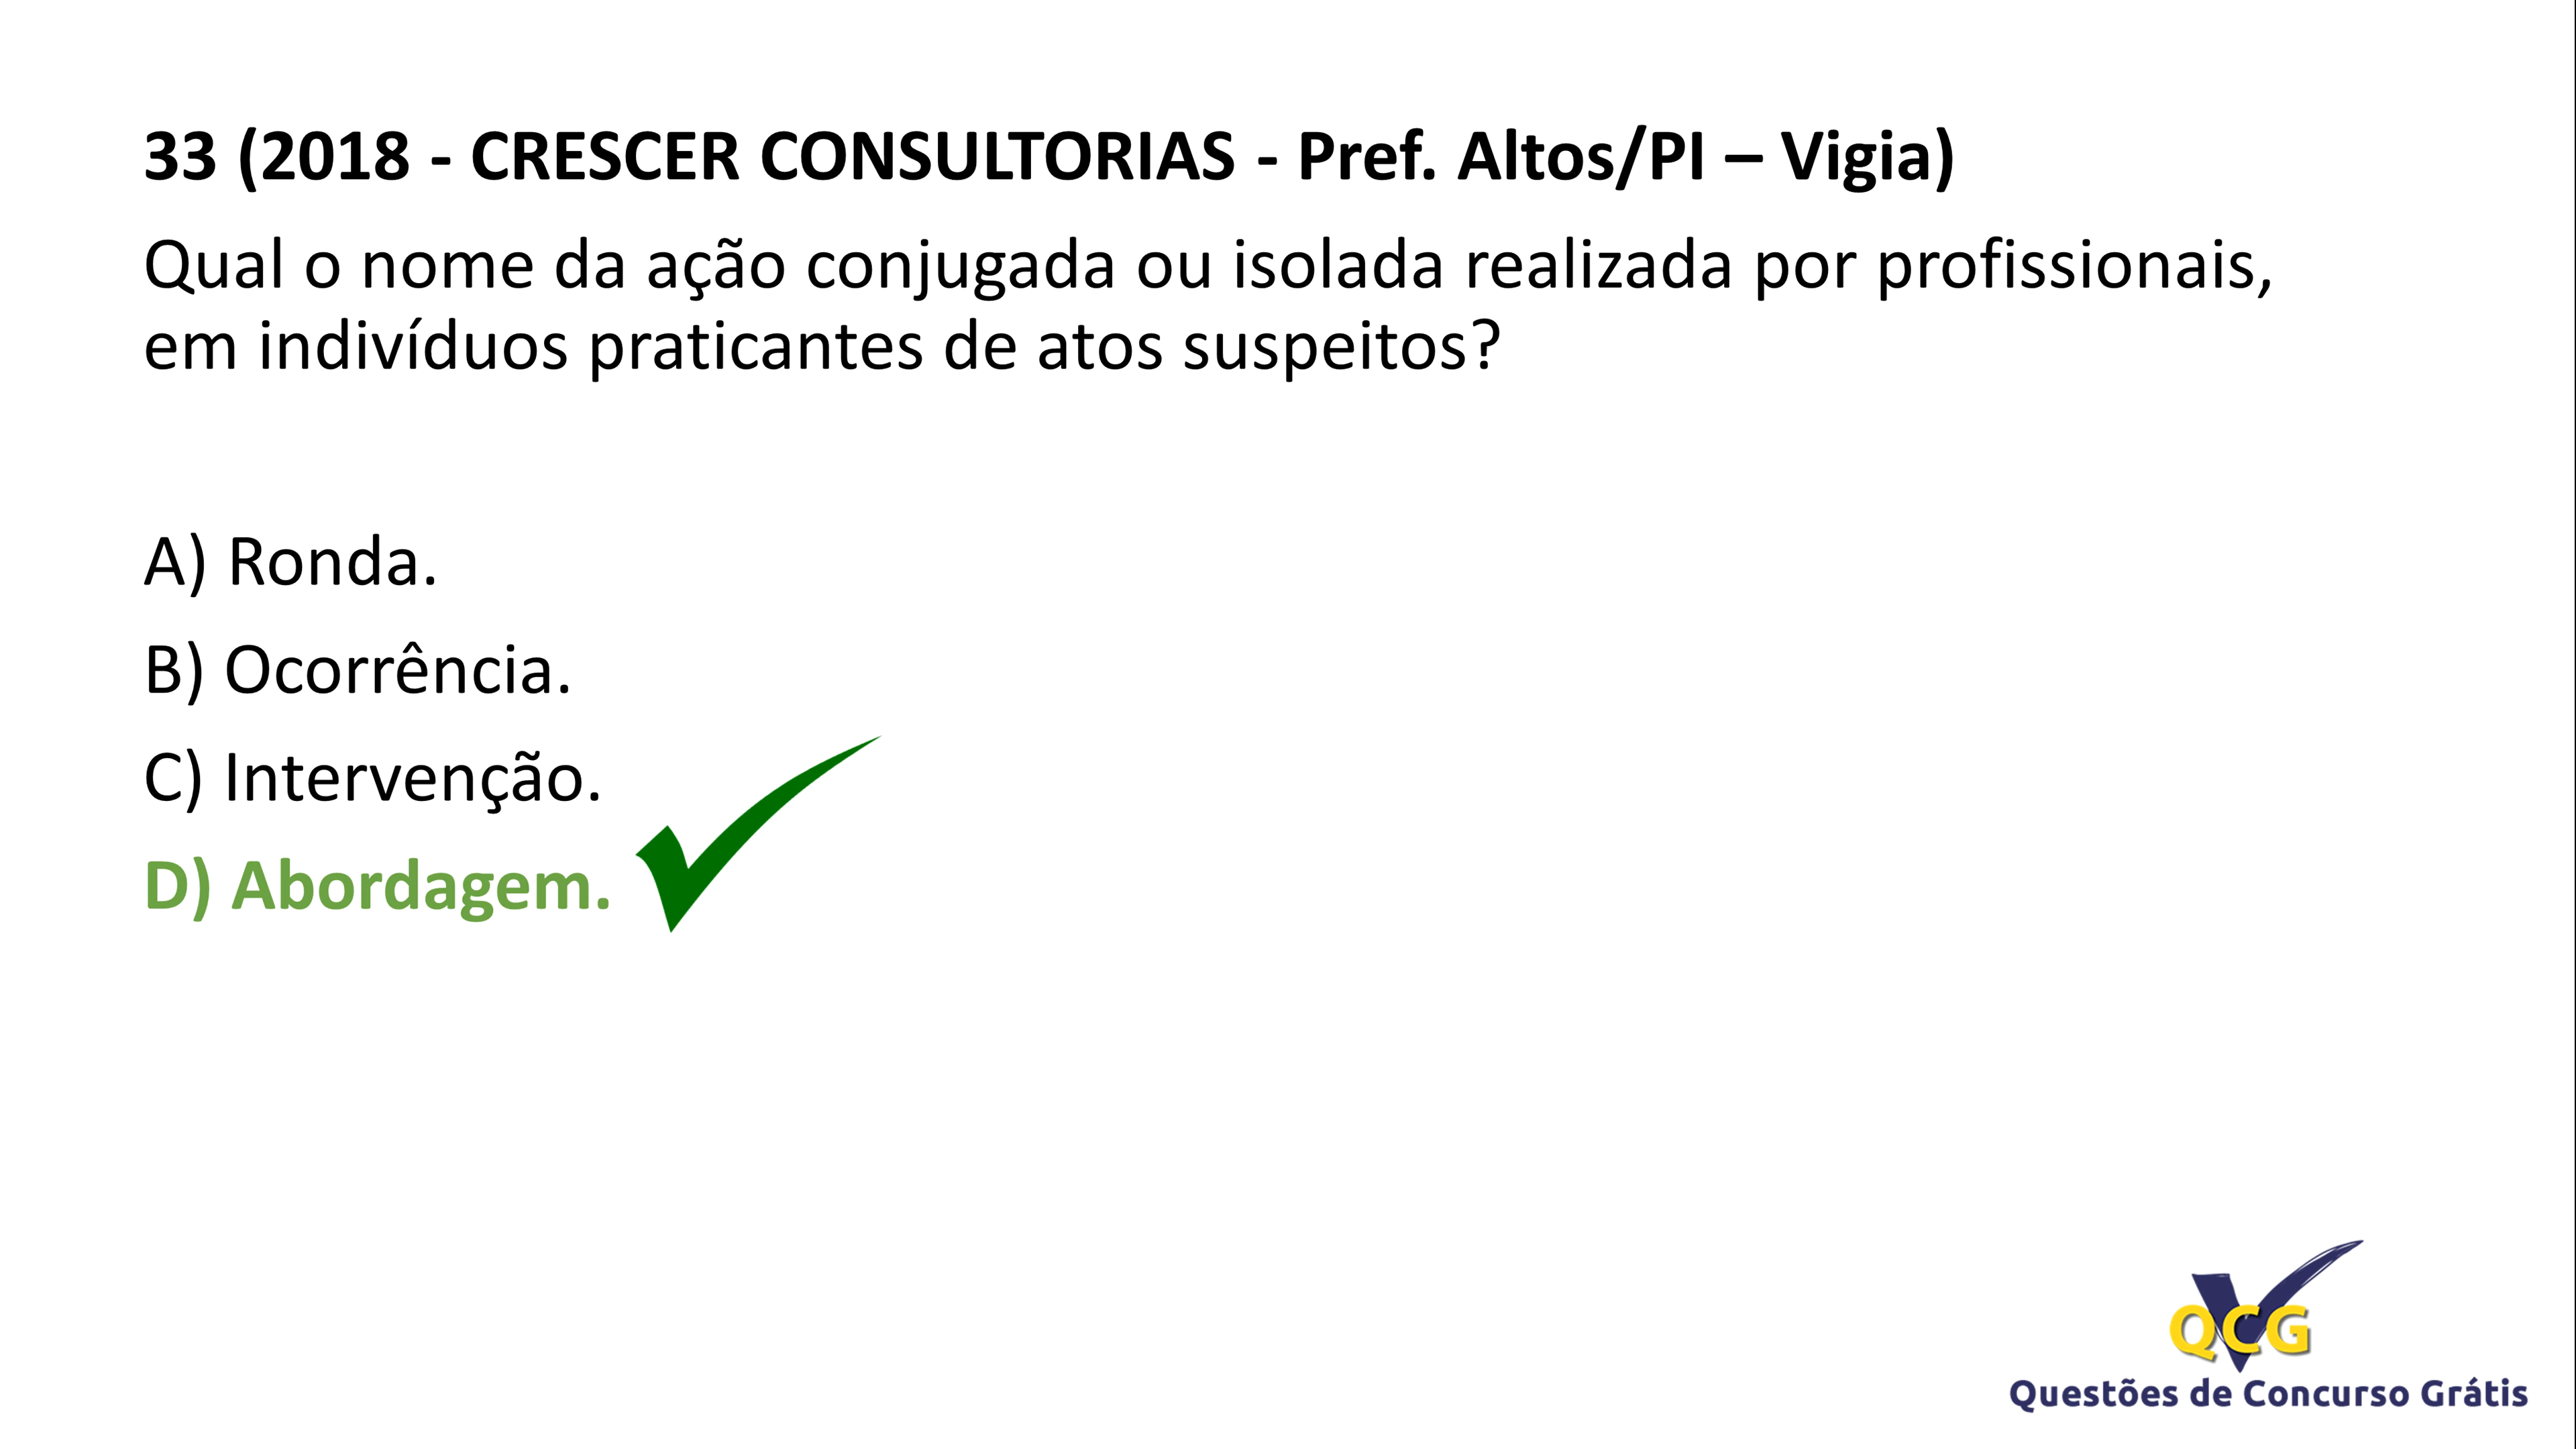 33 (2018 - CRESCER CONSULTORIAS - Pref. Altos/PI – Vigia)
Qual o nome da ação conjugada ou isolada realizada por profissionais,
em indivíduos praticantes de atos suspeitos?
A) Ronda.
B) Ocorrência.
C) Intervenção.
D) Abordagem.
QCG
Questões de Concurso Grátis